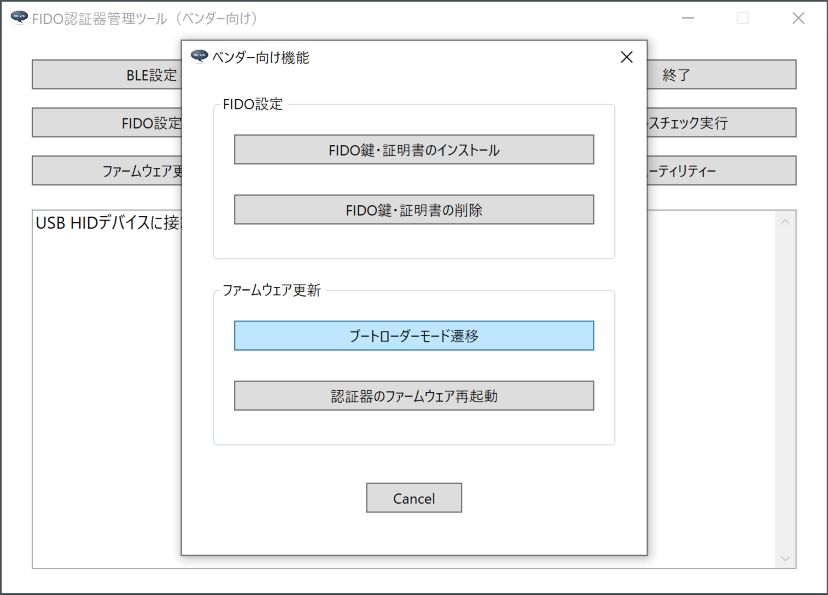 FIDO認証器管理ツール（ベンダー向け）
ベンダー向け機能
BLE設定
終了
FIDO設定
スチェック実行
ファームウェア更
ーティリティー
USB HIDデバイスに接
FIDO設定
FIDO鍵・証明書のインストール
FIDO鍵・証明書の削除
ファームウェア更新
ブートローダーモード遷移
認証器のファームウェア再起動
Cancel